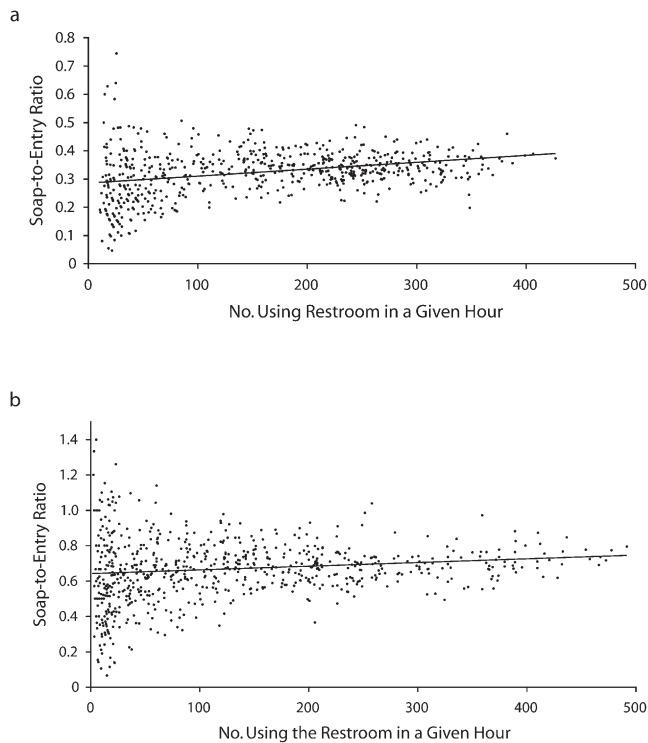 a
0.8
0.7
0.6
0.5
0.4
0.3
0.2
0.1
0
Soap-to-Entry Ratio
0 100 200 300 400 500
No. Using Restroom in a Given Hour
b
1.4
1.2
1.0
0.8
0.6
0.4
0.2
0
Soap-to-Entry Ratio
0 100 200 300 400 500
No. Using the Restroom in a Given Hour